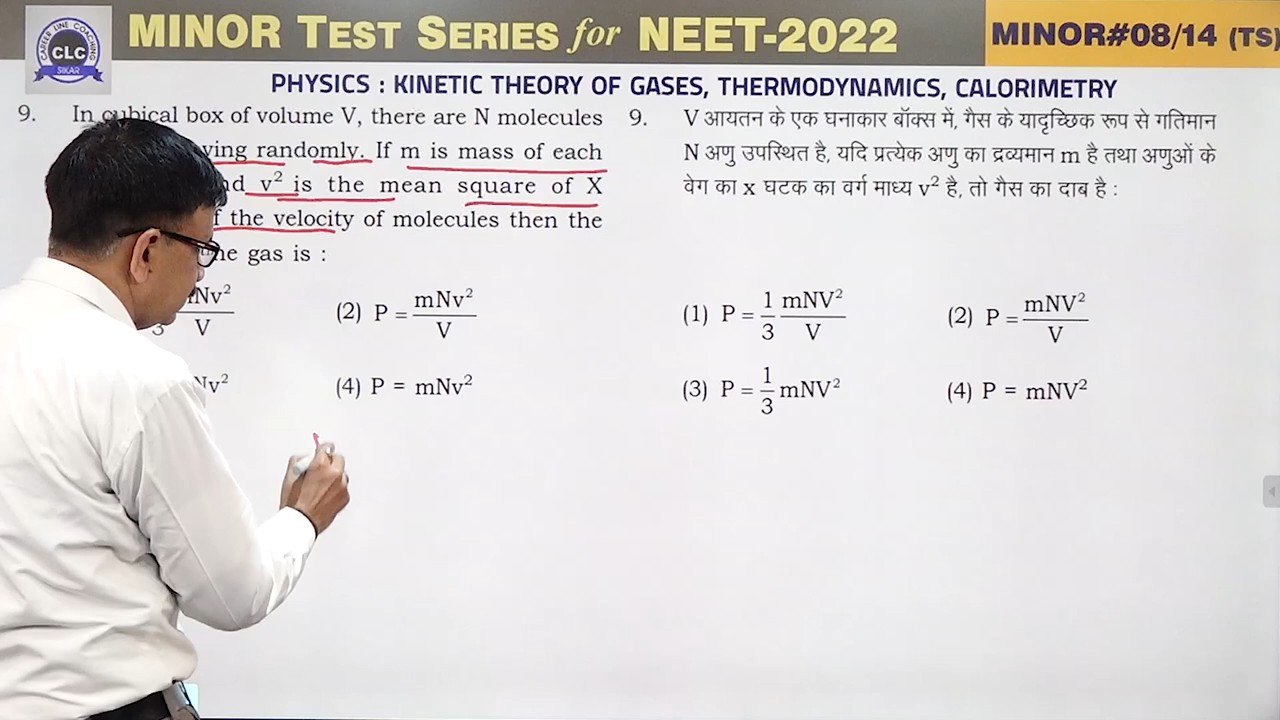 CAREER LINE COACHING
CLC
SIKAR
MINOR TEST SERIES for NEET-2022
MINOR#08/14 (TS)
PHYSICS : KINETIC THEORY OF GASES, THERMODYNAMICS, CALORIMETRY
9. In cubical box of volume V, there are N molecules
ving randomly. If m is mass of each
nd v² is the mean square of X
f the velocity of molecules then the
he gas is :
3 Nv²/V
(2) P = mNv²/V
Nv²
(4) P = mNv²
9. V आयतन के एक घनाकार बॉक्स में, गैस के यादृच्छिक रूप से गतिमान
N अणु उपस्थित है, यदि प्रत्येक अणु का द्रव्यमान m है तथा अणुओं के
वेग का x घटक का वर्ग माध्य v² है, तो गैस का दाब है :
(1) P = 1/3 mNV²/V
(2) P = mNV²/V
(3) P = 1/3 mNV²
(4) P = mNV²